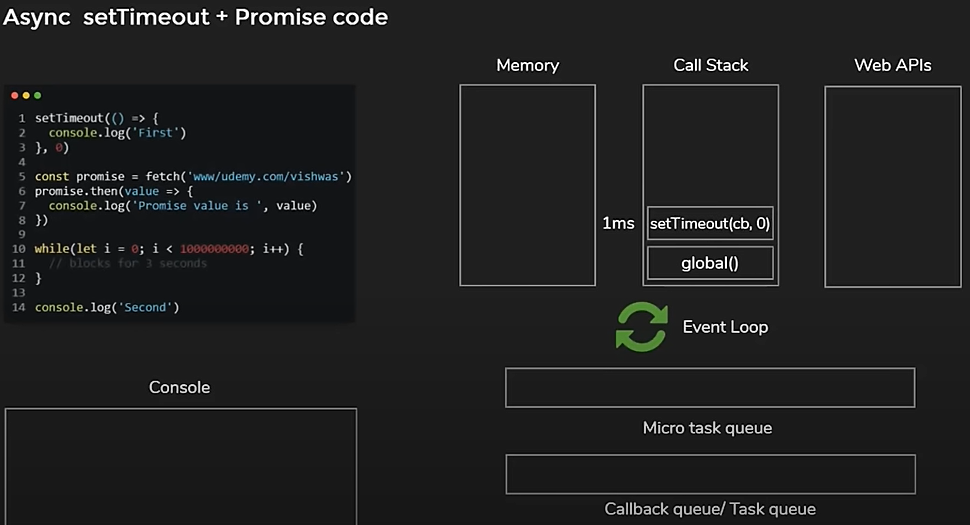 Async setTimeout + Promise code
Memory
Call Stack
Web APIs
1 setTimeout(() => {
2   console.log('First')
3 }, 0)
4
5 const promise = fetch('www/udemy.com/vishwas')
6 promise.then(value => {
7   console.log('Promise value is ', value)
8 })
9
10 while(let i = 0; i < 1000000000; i++) {
11   // blocks for 3 seconds
12 }
13
14 console.log('Second')
1ms
setTimeout(cb, 0)
global()
Event Loop
Console
Micro task queue
Callback queue/ Task queue